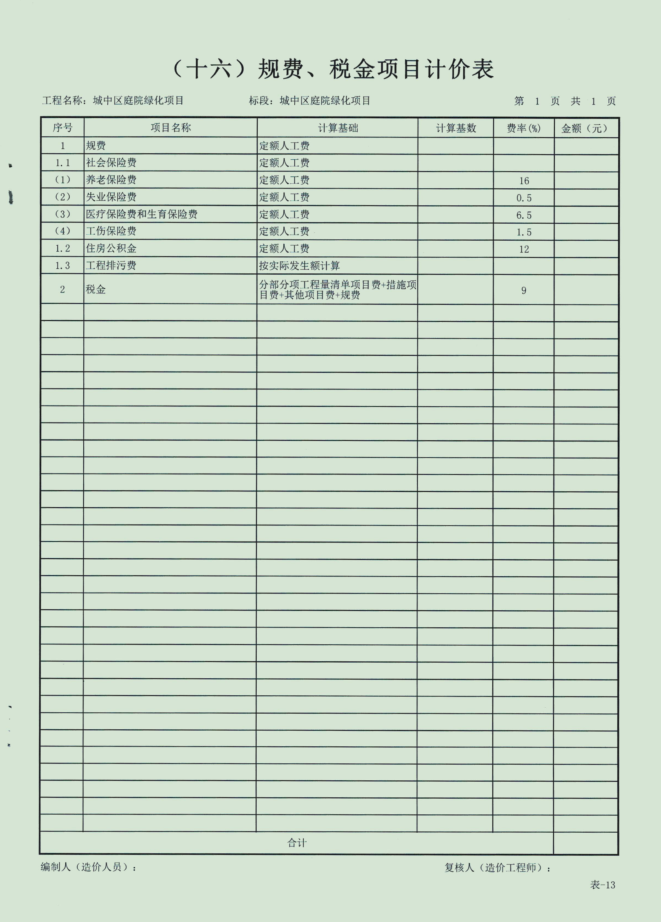 （十六）规费、税金项目计价表
工程名称：城中区庭院绿化项目 标段：城中区庭院绿化项目 第 1 页 共 1 页
序号 项目名称 计算基础 计算基数 费率(%) 金额（元）
1 规费 定额人工费
1.1 社会保险费 定额人工费
（1） 养老保险费 定额人工费 16
（2） 失业保险费 定额人工费 0.5
（3） 医疗保险费和生育保险费 定额人工费 6.5
（4） 工伤保险费 定额人工费 1.5
1.2 住房公积金 定额人工费 12
1.3 工程排污费 按实际发生额计算
2 税金 分部分项工程量清单项目费+措施项
目费+其他项目费+规费 9
合计
编制人（造价人员）： 复核人（造价工程师）：
表-13